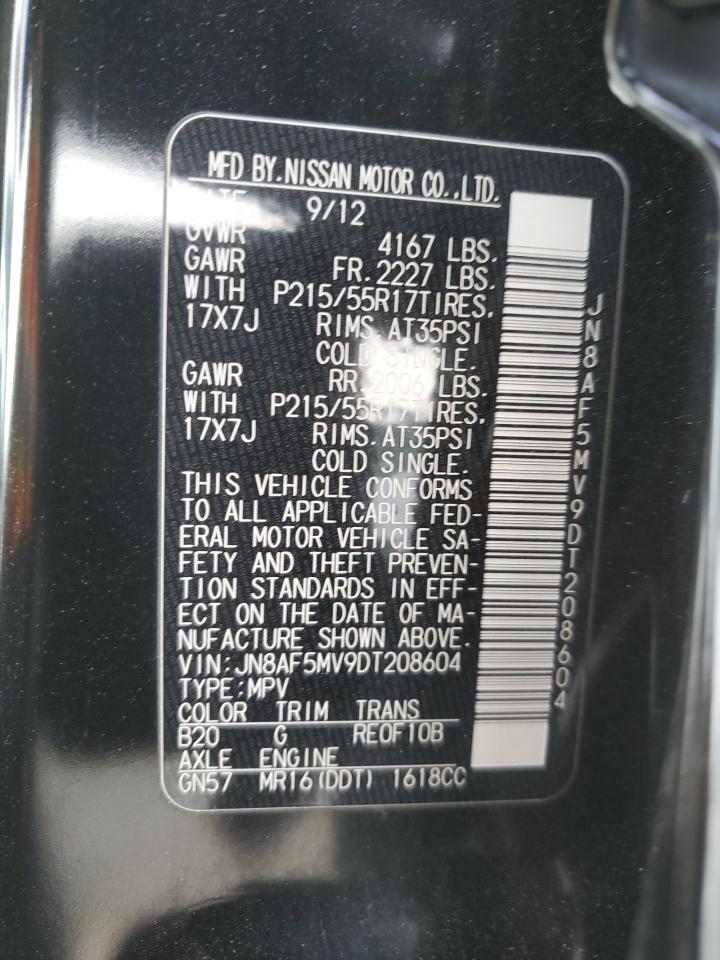 MFD BY.NISSAN MOTOR CO.,LTD.
DATE 9/12
GVWR 4167 LBS.
GAWR FR.2227 LBS.
WITH P215/55R17TIRES,
17X7J RIMS.AT35PSI
COLD SINGLE.
GAWR RR.2006 LBS.
WITH P215/55R17TIRES,
17X7J RIMS.AT35PSI
COLD SINGLE.
THIS VEHICLE CONFORMS
TO ALL APPLICABLE FED-
ERAL MOTOR VEHICLE SA-
FETY AND THEFT PREVEN-
TION STANDARDS IN EFF-
ECT ON THE DATE OF MA-
NUFACTURE SHOWN ABOVE.
VIN:JN8AF5MV9DT208604
TYPE:MPV
COLOR TRIM TRANS
B20 G RE0F10B
AXLE ENGINE
GN57 MR16(DDT) 1618CC
JN8AF5MV9DT208604